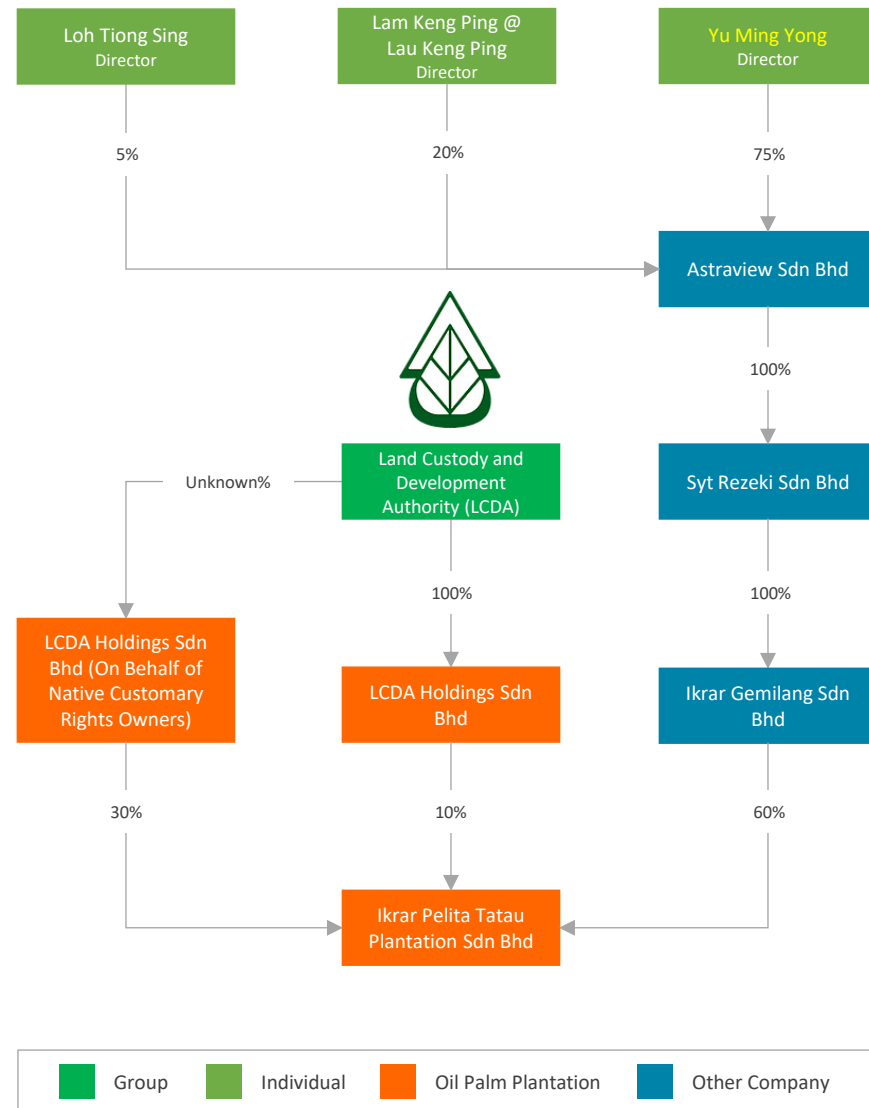 Loh Tiong Sing
Director
Lam Keng Ping @
Lau Keng Ping
Director
Yu Ming Yong
Director
5%
20%
75%
Astraview Sdn Bhd
100%
Land Custody and
Development
Authority (LCDA)
Unknown%
Syt Rezeki Sdn Bhd
100%
100%
LCDA Holdings Sdn
Bhd (On Behalf of
Native Customary
Rights Owners)
LCDA Holdings Sdn
Bhd
Ikrar Gemilang Sdn
Bhd
30%
10%
60%
Ikrar Pelita Tatau
Plantation Sdn Bhd
Group
Individual
Oil Palm Plantation
Other Company